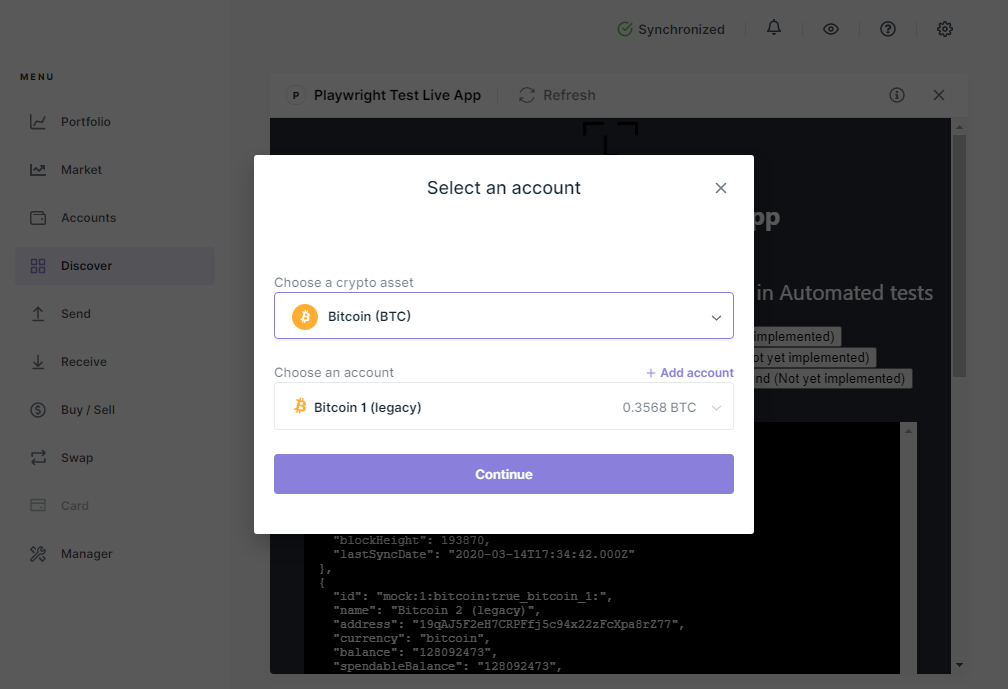 Synchronized
MENU
P Playwright Test Live App Refresh
Portfolio
Market
Accounts
Discover
Send
Receive
Buy / Sell
Swap
Card
Manager
Select an account
Choose a crypto asset
Bitcoin (BTC)
Choose an account + Add account
Bitcoin 1 (legacy) 0.3568 BTC
Continue
pp
in Automated tests
implemented)
ot yet implemented)
nd (Not yet implemented)
"blockHeight": 193870,
"lastSyncDate": "2020-03-14T17:34:42.000Z"
},
{
"id": "mock:1:bitcoin:true_bitcoin_1:",
"name": "Bitcoin 2 (legacy)",
"address": "19qAJ5F2eH7CRPFfj5c94x22zFcXpa8rZ77",
"currency": "bitcoin",
"balance": "128092473",
"spendableBalance": "128092473",